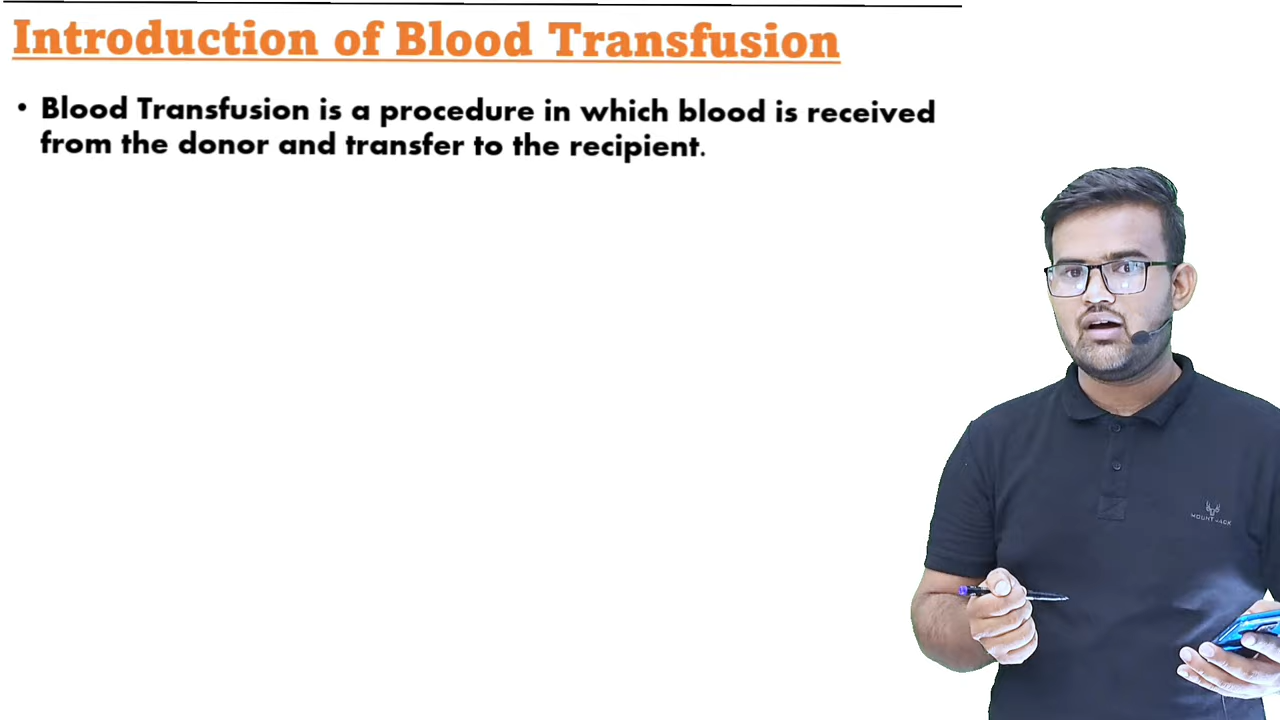 Introduction of Blood Transfusion
• Blood Transfusion is a procedure in which blood is received
from the donor and transfer to the recipient.